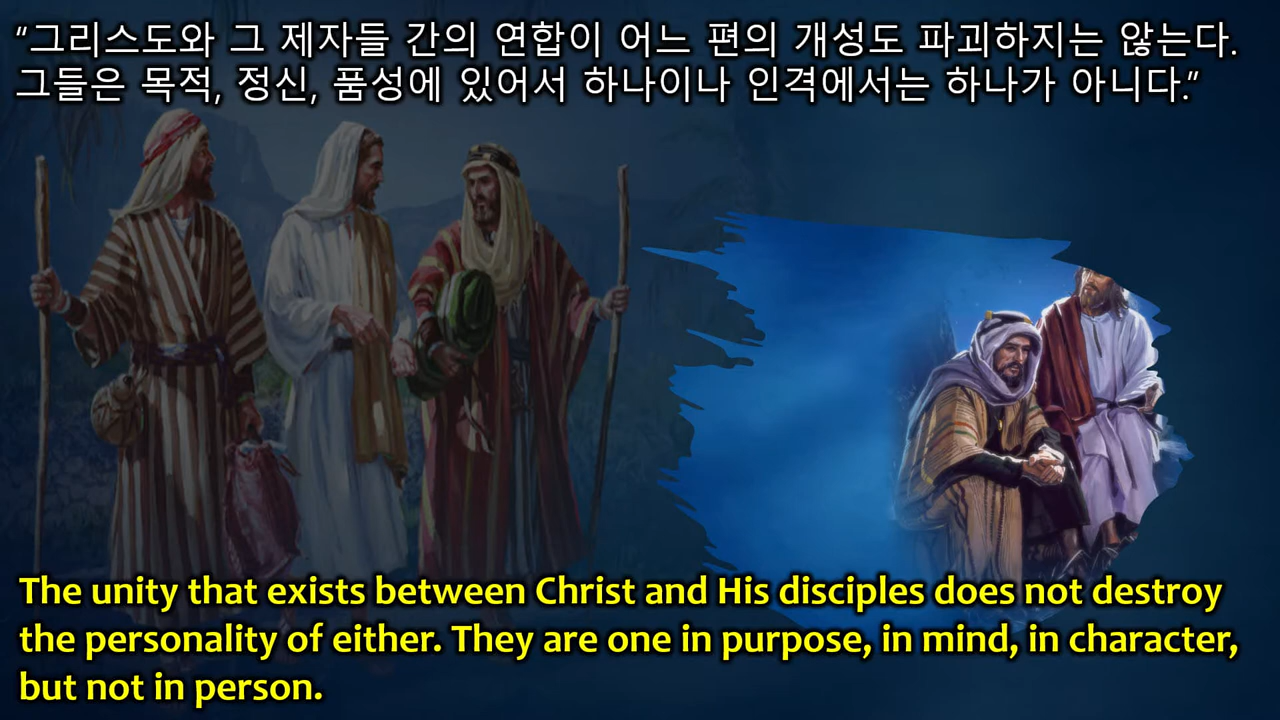 “그리스도와 그 제자들 간의 연합이 어느 편의 개성도 파괴하지는 않는다.
그들은 목적, 정신, 품성에 있어서 하나이나 인격에서는 하나가 아니다.”
The unity that exists between Christ and His disciples does not destroy
the personality of either. They are one in purpose, in mind, in character,
but not in person.